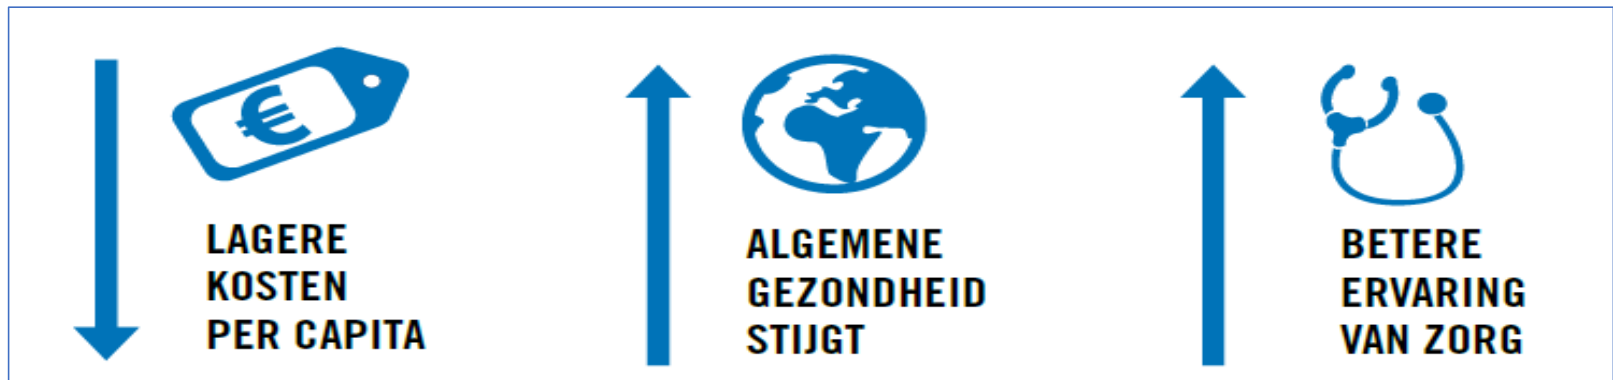 €
LAGERE
KOSTEN
PER CAPITA
ALGEMENE
GEZONDHEID
STIJGT
BETERE
ERVARING
VAN ZORG